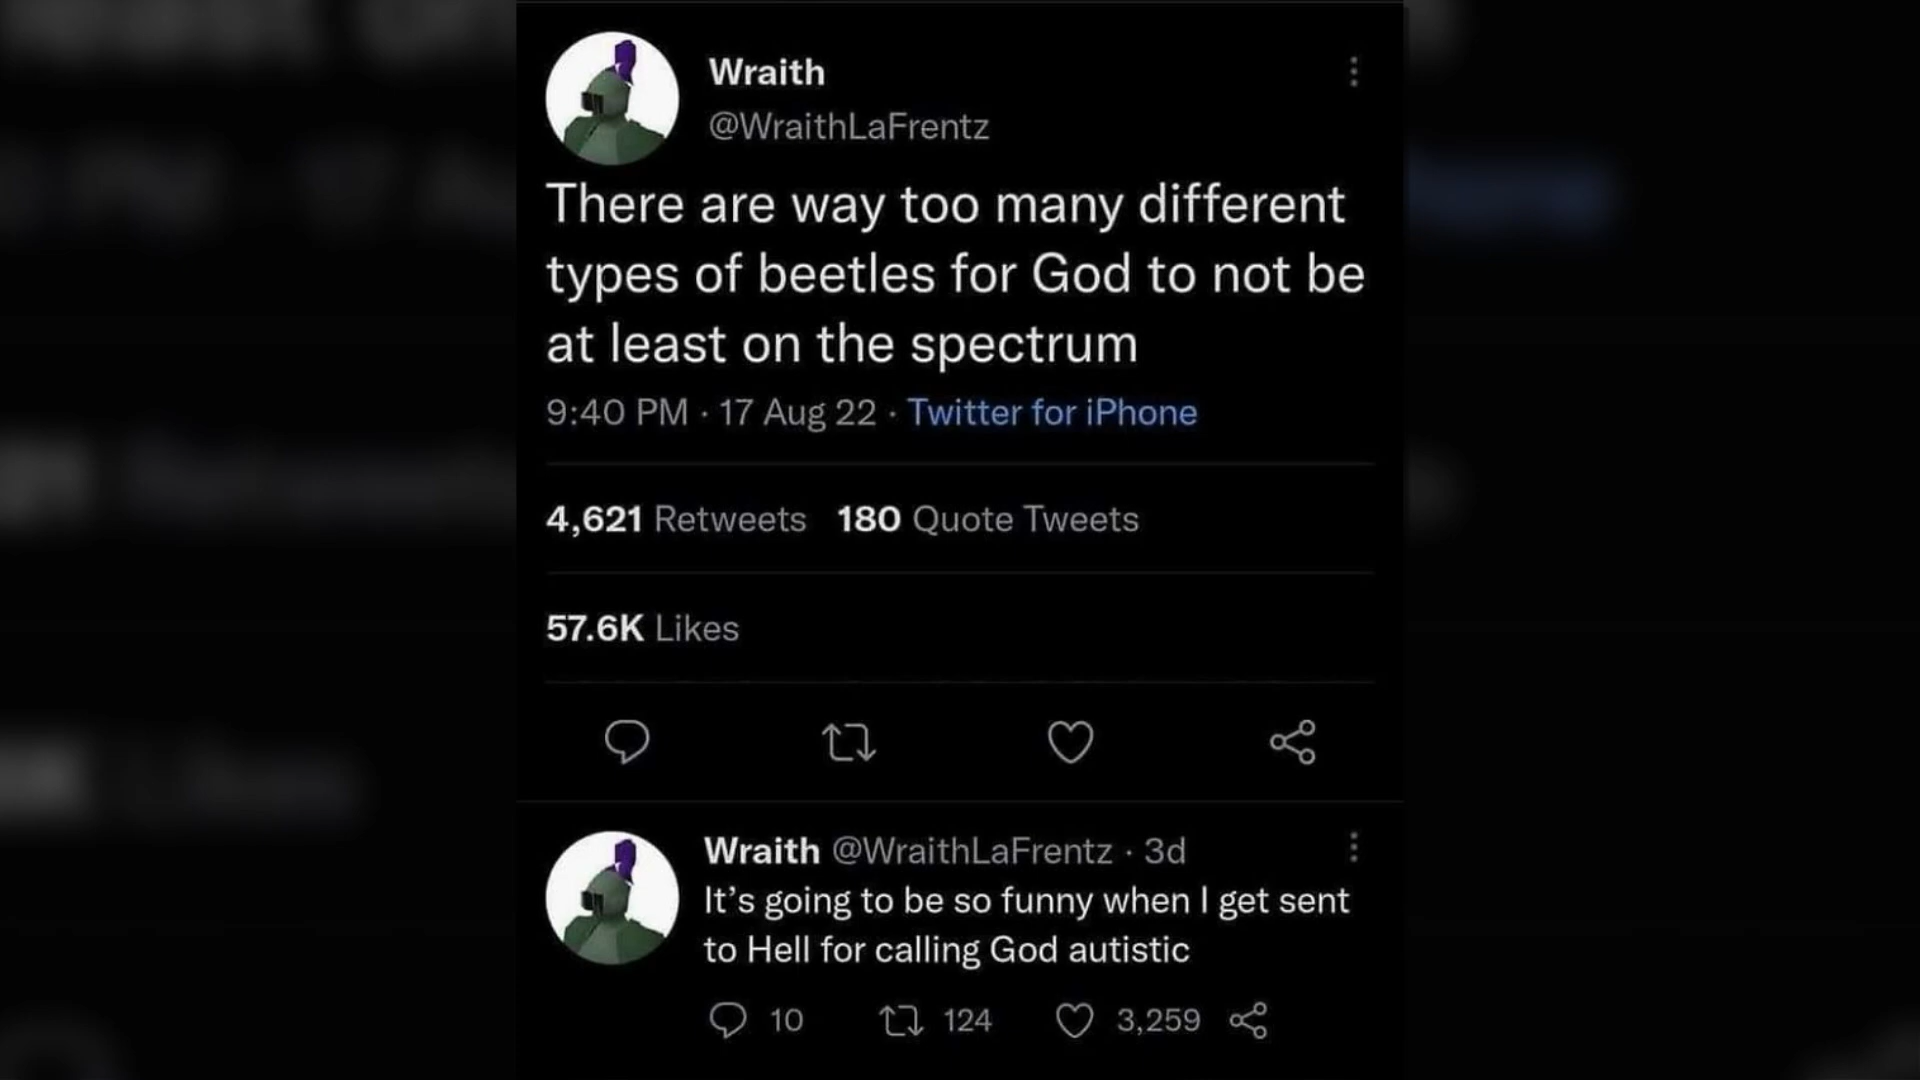 Wraith
@WraithLaFrentz
There are way too many different
types of beetles for God to not be
at least on the spectrum
9:40 PM · 17 Aug 22 · Twitter for iPhone
4,621 Retweets 180 Quote Tweets
57.6K Likes
Wraith @WraithLaFrentz · 3d
It’s going to be so funny when I get sent
to Hell for calling God autistic
10 124 3,259